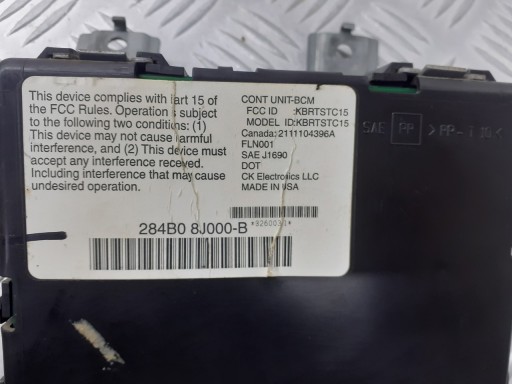 This device complies with Part 15 of
the FCC Rules. Operation is subject
to the following two conditions: (1)
This device may not cause harmful
interference, and (2) This device must
accept any interference received,
Including interference that may cause
undesired operation.
CONT UNIT-BCM
FCC ID :KBRTSTC15
MODEL ID:KBRTSTC15
Canada: 2111104396A
FLN001
SAE J1690
DOT
CK Electronics LLC
MADE IN USA
284B0 8J000-B
SAE PP >PP-